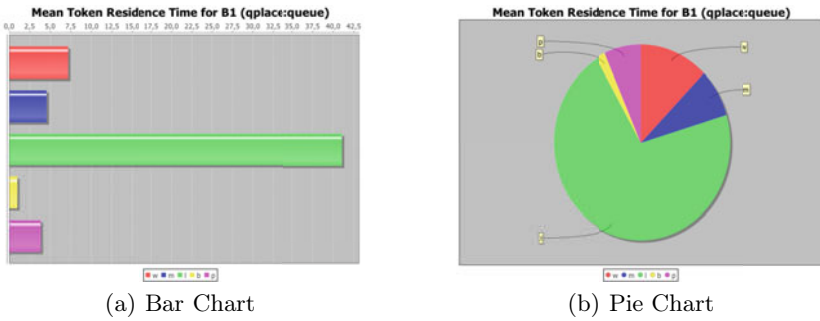 Mean Token Residence Time for B1 (qplace:queue)
0,0 2,5 5,0 7,5 10,0 12,5 15,0 17,5 20,0 22,5 25,0 27,5 30,0 32,5 35,0 37,5 40,0 42,5
w m l b p
(a) Bar Chart
Mean Token Residence Time for B1 (qplace:queue)
p
b
w
m
l
w m l b p
(b) Pie Chart